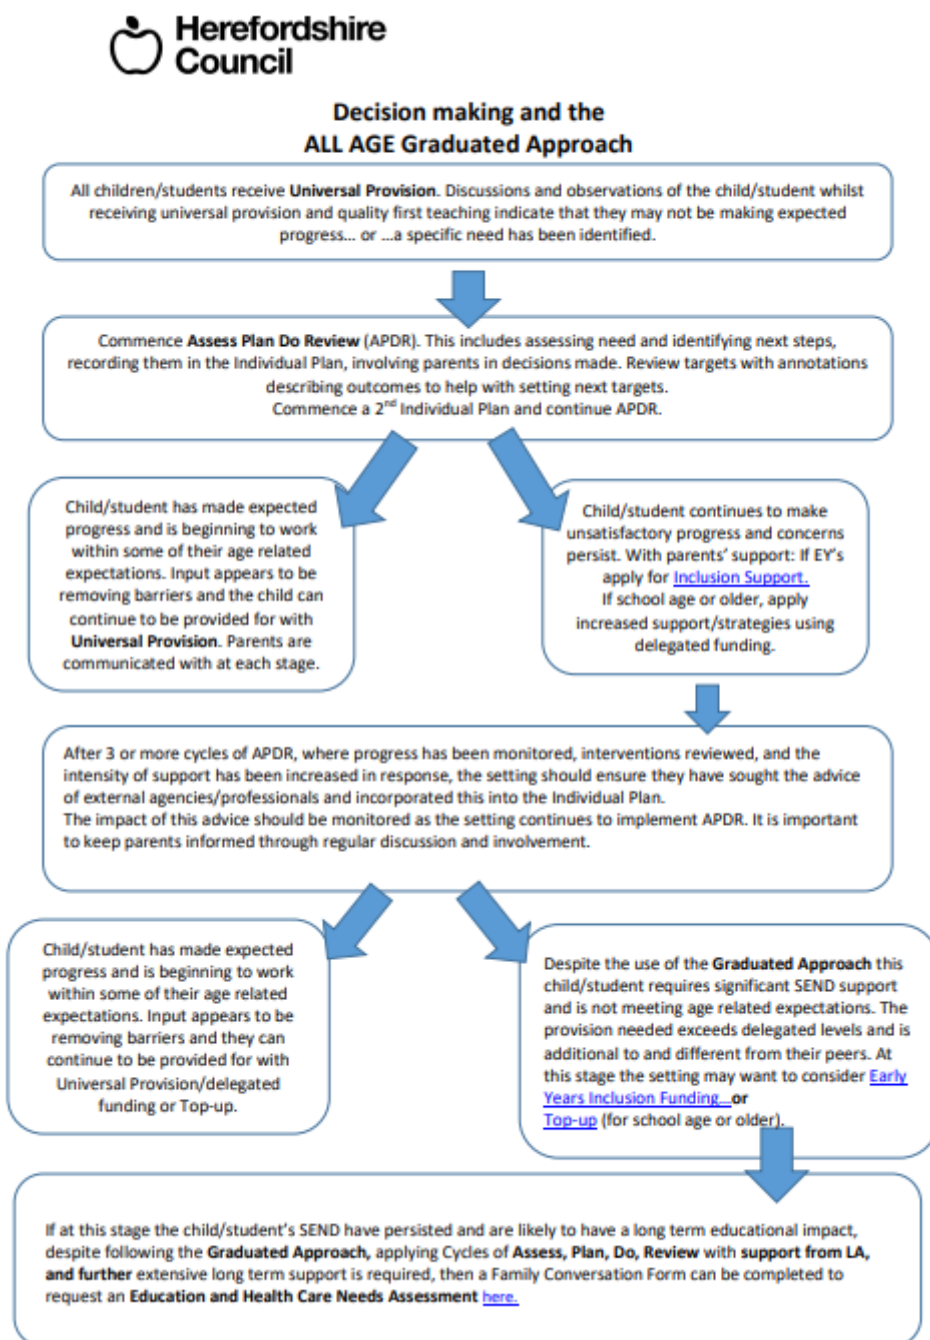 Herefordshire
Council
Decision making and the
ALL AGE Graduated Approach
All children/students receive Universal Provision. Discussions and observations of the child/student whilst
receiving universal provision and quality first teaching indicate that they may not be making expected
progress... or ...a specific need has been identified.
Commence Assess Plan Do Review (APDR). This includes assessing need and identifying next steps,
recording them in the Individual Plan, involving parents in decisions made. Review targets with annotations
describing outcomes to help with setting next targets.
Commence a 2nd Individual Plan and continue APDR.
Child/student has made expected
progress and is beginning to work
within some of their age related
expectations. Input appears to be
removing barriers and the child can
continue to be provided for with
Universal Provision. Parents are
communicated with at each stage.
Child/student continues to make
unsatisfactory progress and concerns
persist. With parents' support: If EY's
apply for Inclusion Support.
If school age or older, apply
increased support/strategies using
delegated funding.
After 3 or more cycles of APDR, where progress has been monitored, interventions reviewed, and the
intensity of support has been increased in response, the setting should ensure they have sought the advice
of external agencies/professionals and incorporated this into the Individual Plan.
The impact of this advice should be monitored as the setting continues to implement APDR. It is important
to keep parents informed through regular discussion and involvement.
Child/student has made expected
progress and is beginning to work
within some of their age related
expectations. Input appears to be
removing barriers and they can
continue to be provided for with
Universal Provision/delegated
funding or Top-up.
Despite the use of the Graduated Approach this
child/student requires significant SEND support
and is not meeting age related expectations. The
provision needed exceeds delegated levels and is
additional to and different from their peers. At
this stage the setting may want to consider Early
Years Inclusion Funding...or
Top-up (for school age or older).
If at this stage the child/student's SEND have persisted and are likely to have a long term educational impact,
despite following the Graduated Approach, applying Cycles of Assess, Plan, Do, Review with support from LA,
and further extensive long term support is required, then a Family Conversation Form can be completed to
request an Education and Health Care Needs Assessment here.